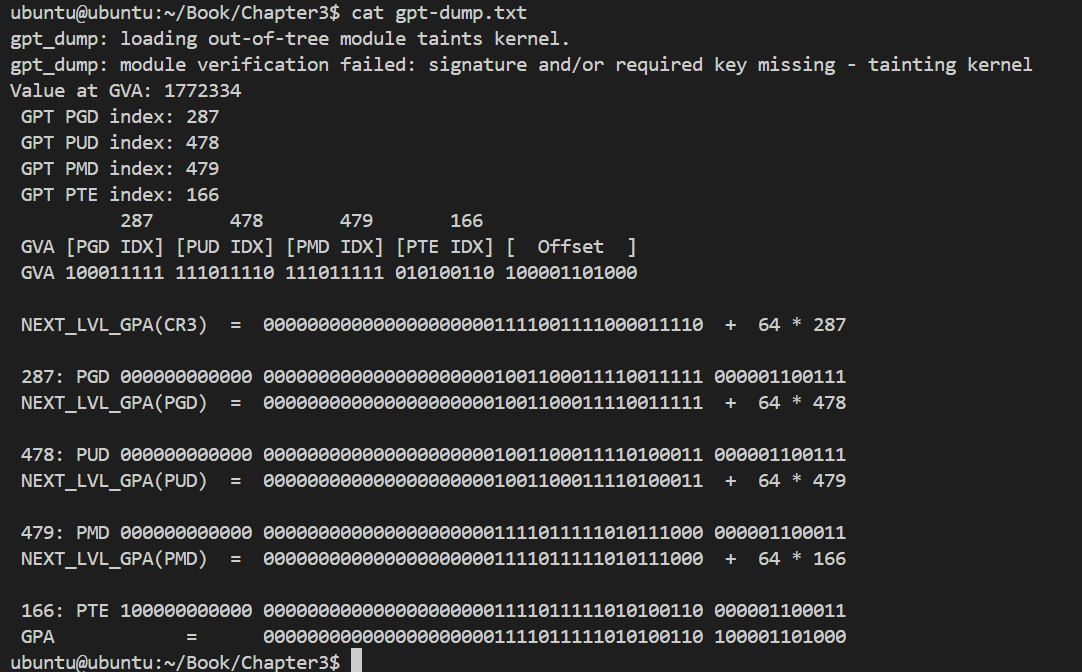 ubuntu@ubuntu:~/Book/Chapter3$ cat gpt-dump.txt
gpt_dump: loading out-of-tree module taints kernel.
gpt_dump: module verification failed: signature and/or required key missing - tainting kernel
Value at GVA: 1772334
 GPT PGD index: 287
 GPT PUD index: 478
 GPT PMD index: 479
 GPT PTE index: 166
          287       478       479       166
 GVA [PGD IDX] [PUD IDX] [PMD IDX] [PTE IDX] [  Offset  ]
 GVA 100011111 111011110 111011111 010100110 100001101000
 NEXT_LVL_GPA(CR3)  =  0000000000000000000001111001111000011110  +  64 * 287
 287: PGD 000000000000 0000000000000000000001001100011110011111 000001100111
 NEXT_LVL_GPA(PGD)  =  0000000000000000000001001100011110011111  +  64 * 478
 478: PUD 000000000000 0000000000000000000001001100011110100011 000001100111
 NEXT_LVL_GPA(PUD)  =  0000000000000000000001001100011110100011  +  64 * 479
 479: PMD 000000000000 0000000000000000000001111011111010111000 000001100011
 NEXT_LVL_GPA(PMD)  =  0000000000000000000001111011111010111000  +  64 * 166
 166: PTE 100000000000 0000000000000000000001111011111010100110 000001100011
 GPA            =      0000000000000000000001111011111010100110 100001101000
ubuntu@ubuntu:~/Book/Chapter3$